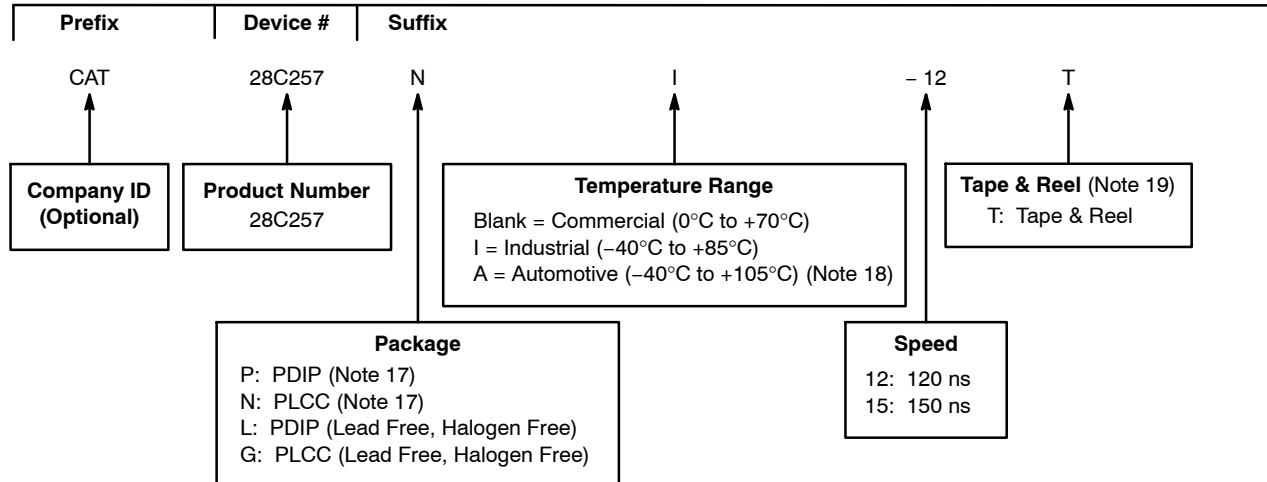 Prefix Device # Suffix
CAT 28C257 N I – 12 T
Company ID
(Optional)
Product Number
28C257
Temperature Range
Blank = Commercial (0°C to +70°C)
I = Industrial (−40°C to +85°C)
A = Automotive (−40°C to +105°C) (Note 18)
Tape & Reel (Note 19)
T: Tape & Reel
Package
P: PDIP (Note 17)
N: PLCC (Note 17)
L: PDIP (Lead Free, Halogen Free)
G: PLCC (Lead Free, Halogen Free)
Speed
12: 120 ns
15: 150 ns